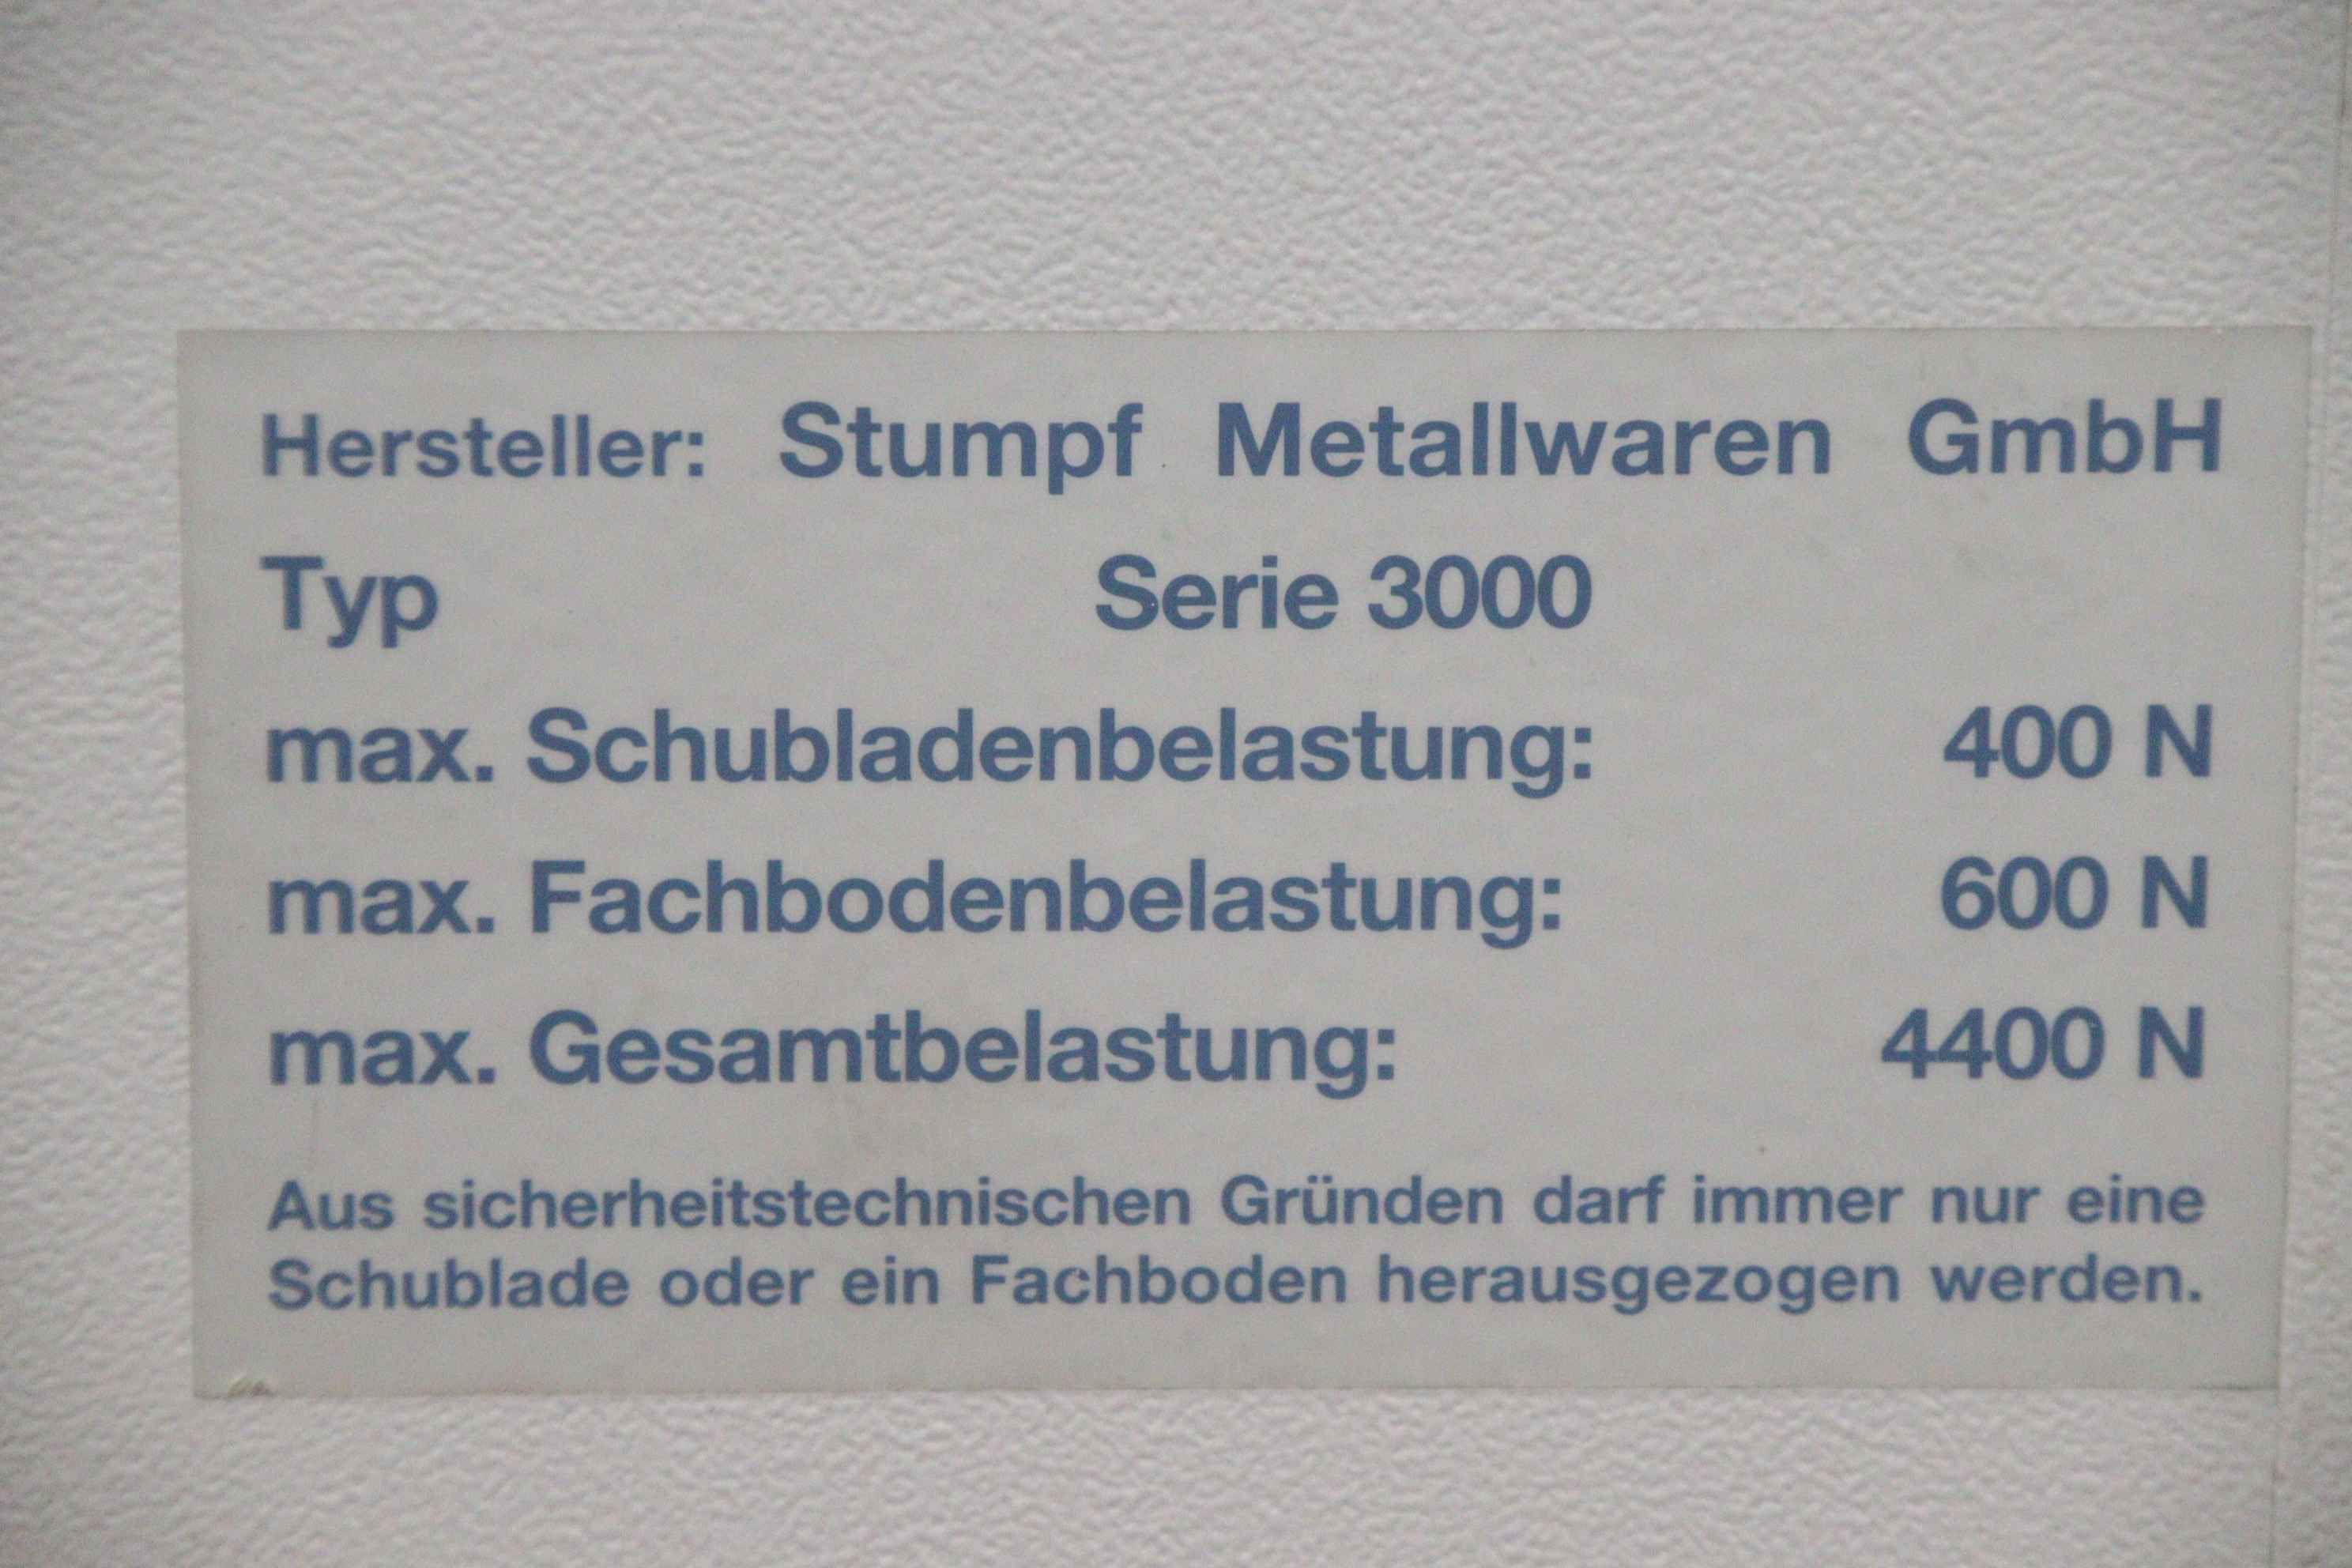 Hersteller: Stumpf Metallwaren GmbH
Typ Serie 3000
max. Schubladenbelastung: 400 N
max. Fachbodenbelastung: 600 N
max. Gesamtbelastung: 4400 N
Aus sicherheitstechnischen Gründen darf immer nur eine
Schublade oder ein Fachboden herausgezogen werden.